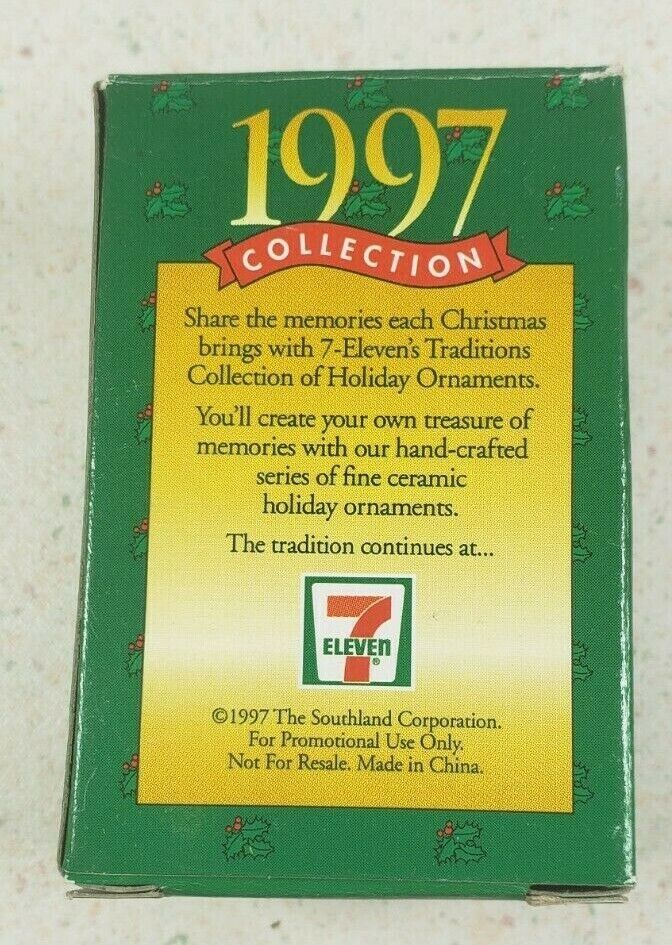 1997
COLLECTION
Share the memories each Christmas
brings with 7-Eleven's Traditions
Collection of Holiday Ornaments.
You'll create your own treasure of
memories with our hand-crafted
series of fine ceramic
holiday ornaments.
The tradition continues at...
7
ELEVEn
®
©1997 The Southland Corporation.
For Promotional Use Only.
Not For Resale. Made in China.